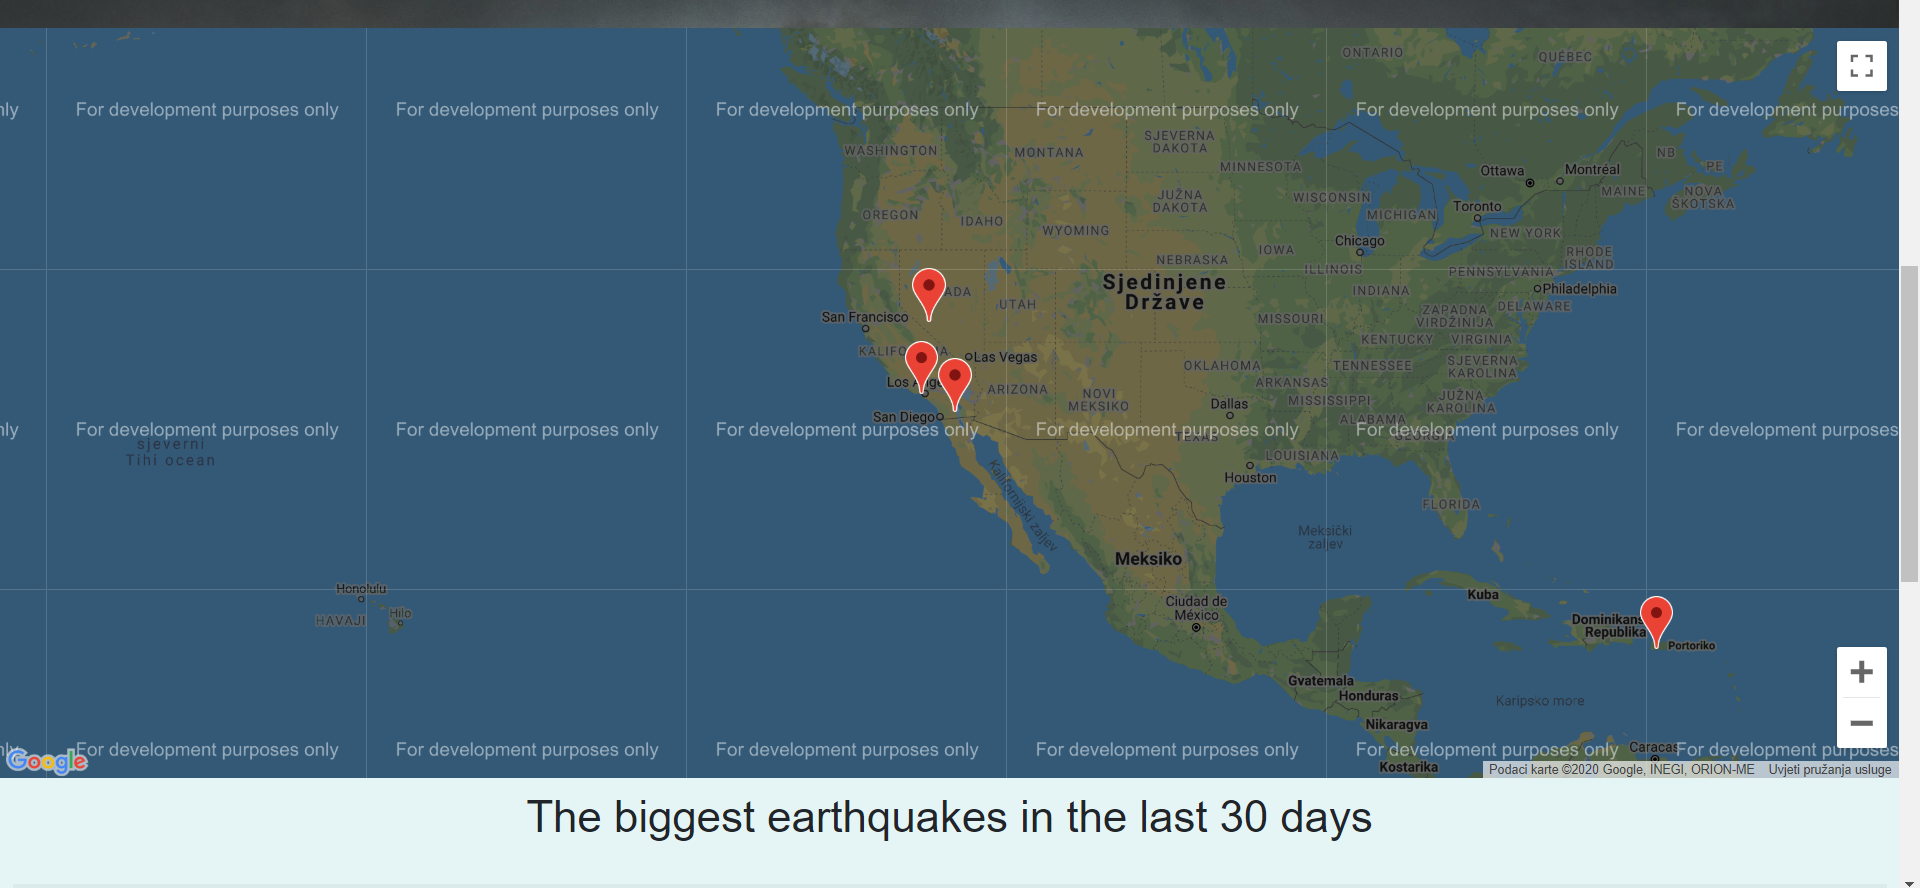 ONTARIO
QUÉBEC
For development purposes only
For development purposes only
For development purposes only
For development purposes only
For development purposes only
For development purposes
WASHINGTON
MONTANA
SJEVERNA
DAKOTA
MINNESOTA
NB
PE
Ottawa
Montréal
MAINE
NOVA
ŠKOTSKA
OREGON
IDAHO
JUŽNA
DAKOTA
WISCONSIN
MICHIGAN
Toronto
WYOMING
NEW YORK
IOWA
Chicago
NEBRASKA
ILLINOIS
RHODE
ISLAND
PENNSYLVANIA
Sjedinjene
Države
UTAH
INDIANA
Philadelphia
DELAWARE
San Francisco
MISSOURI
ZAPADNA
VIRDŽINIJA
KENTUCKY
VIRGINIA
Las Vegas
OKLAHOMA
TENNESSEE
SJEVERNA
KAROLINA
Los
ARIZONA
NOVI
MEKSIKO
ARKANSAS
MISSISSIPPI
JUŽNA
KAROLINA
San Diego
Dallas
ALABAMA
GEORGIA
TEXAS
For development purposes only
For development purposes only
For development purposes only
For development purposes only
For development purposes only
For development purposes
sjeverni
Tihi ocean
LOUISIANA
Houston
Kalifornijski zaljev
FLORIDA
Meksički
zaljev
Meksiko
Honolulu
HAVAJI
Hilo
Ciudad de
México
Kuba
Republika
Portoriko
Gvatemala
Honduras
Karipsko more
Nikaragva
For development purposes only
For development purposes only
For development purposes only
For development purposes only
For development purposes only
Caracas
For development purposes
Kostarika
Google
Podaci karte ©2020 Google, INEGI, ORION-ME
Uvjeti pružanja usluge
The biggest earthquakes in the last 30 days